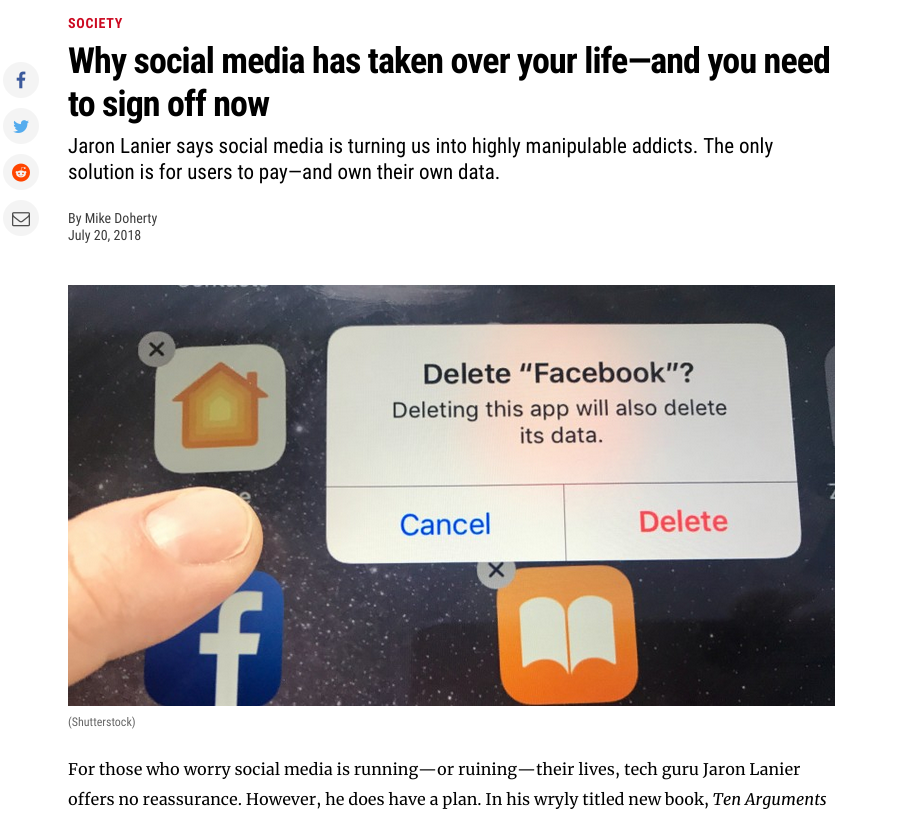 SOCIETY
Why social media has taken over your life—and you need
to sign off now
Jaron Lanier says social media is turning us into highly manipulable addicts. The only
solution is for users to pay—and own their own data.
By Mike Doherty
July 20, 2018
Delete “Facebook”?
Deleting this app will also delete
its data.
Cancel
Delete
(Shutterstock)
For those who worry social media is running—or ruining—their lives, tech guru Jaron Lanier
offers no reassurance. However, he does have a plan. In his wryly titled new book, Ten Arguments